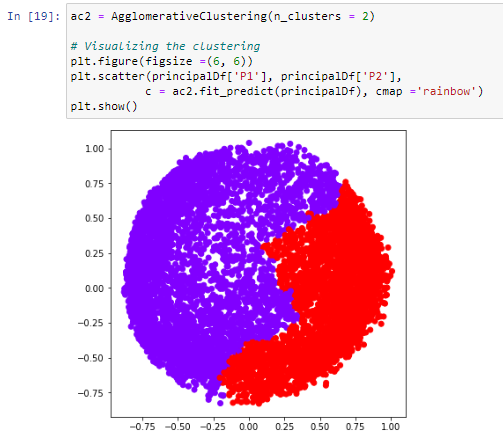 In [19]: ac2 = AgglomerativeClustering(n_clusters = 2)
# Visualizing the clustering
plt.figure(figsize =(6, 6))
plt.scatter(principalDf['P1'], principalDf['P2'],
c = ac2.fit_predict(principalDf), cmap ='rainbow')
plt.show()
1.00
0.75
0.50
0.25
0.00
−0.25
−0.50
−0.75
−0.75 −0.50 −0.25 0.00 0.25 0.50 0.75 1.00